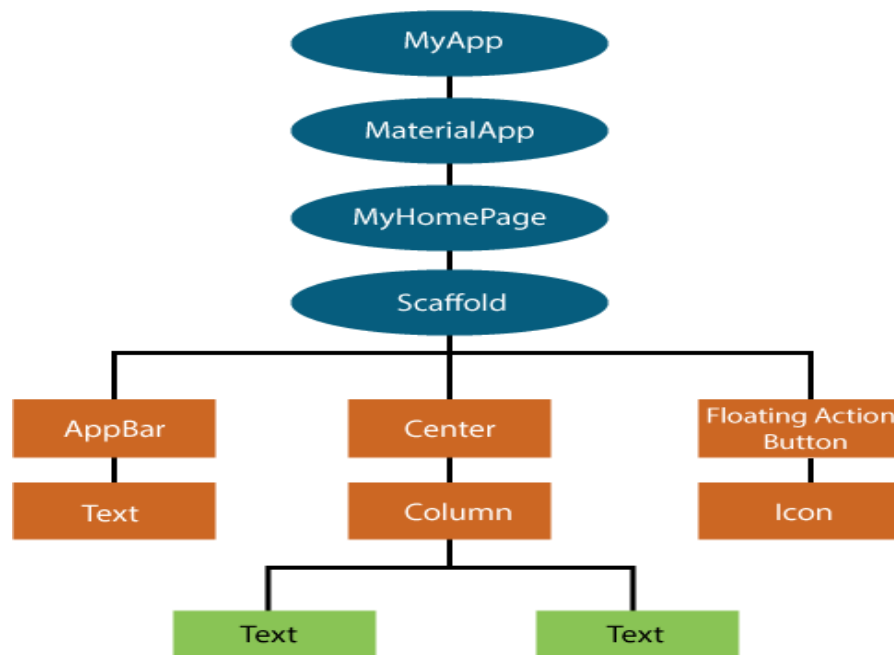 MyApp
MaterialApp
MyHomePage
Scaffold
AppBar
Center
Floating Action
Button
Text
Column
Icon
Text
Text